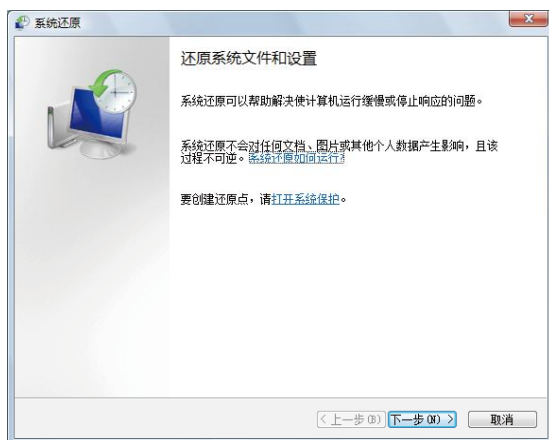 系统还原
还原系统文件和设置
系统还原可以帮助解决使计算机运行缓慢或停止响应的问题。
系统还原不会对任何文档、图片或其他个人数据产生影响，且该
过程不可逆。系统还原如何运行
要创建还原点，请打开系统保护。
< 上一步(B) 下一步(N) > 取消